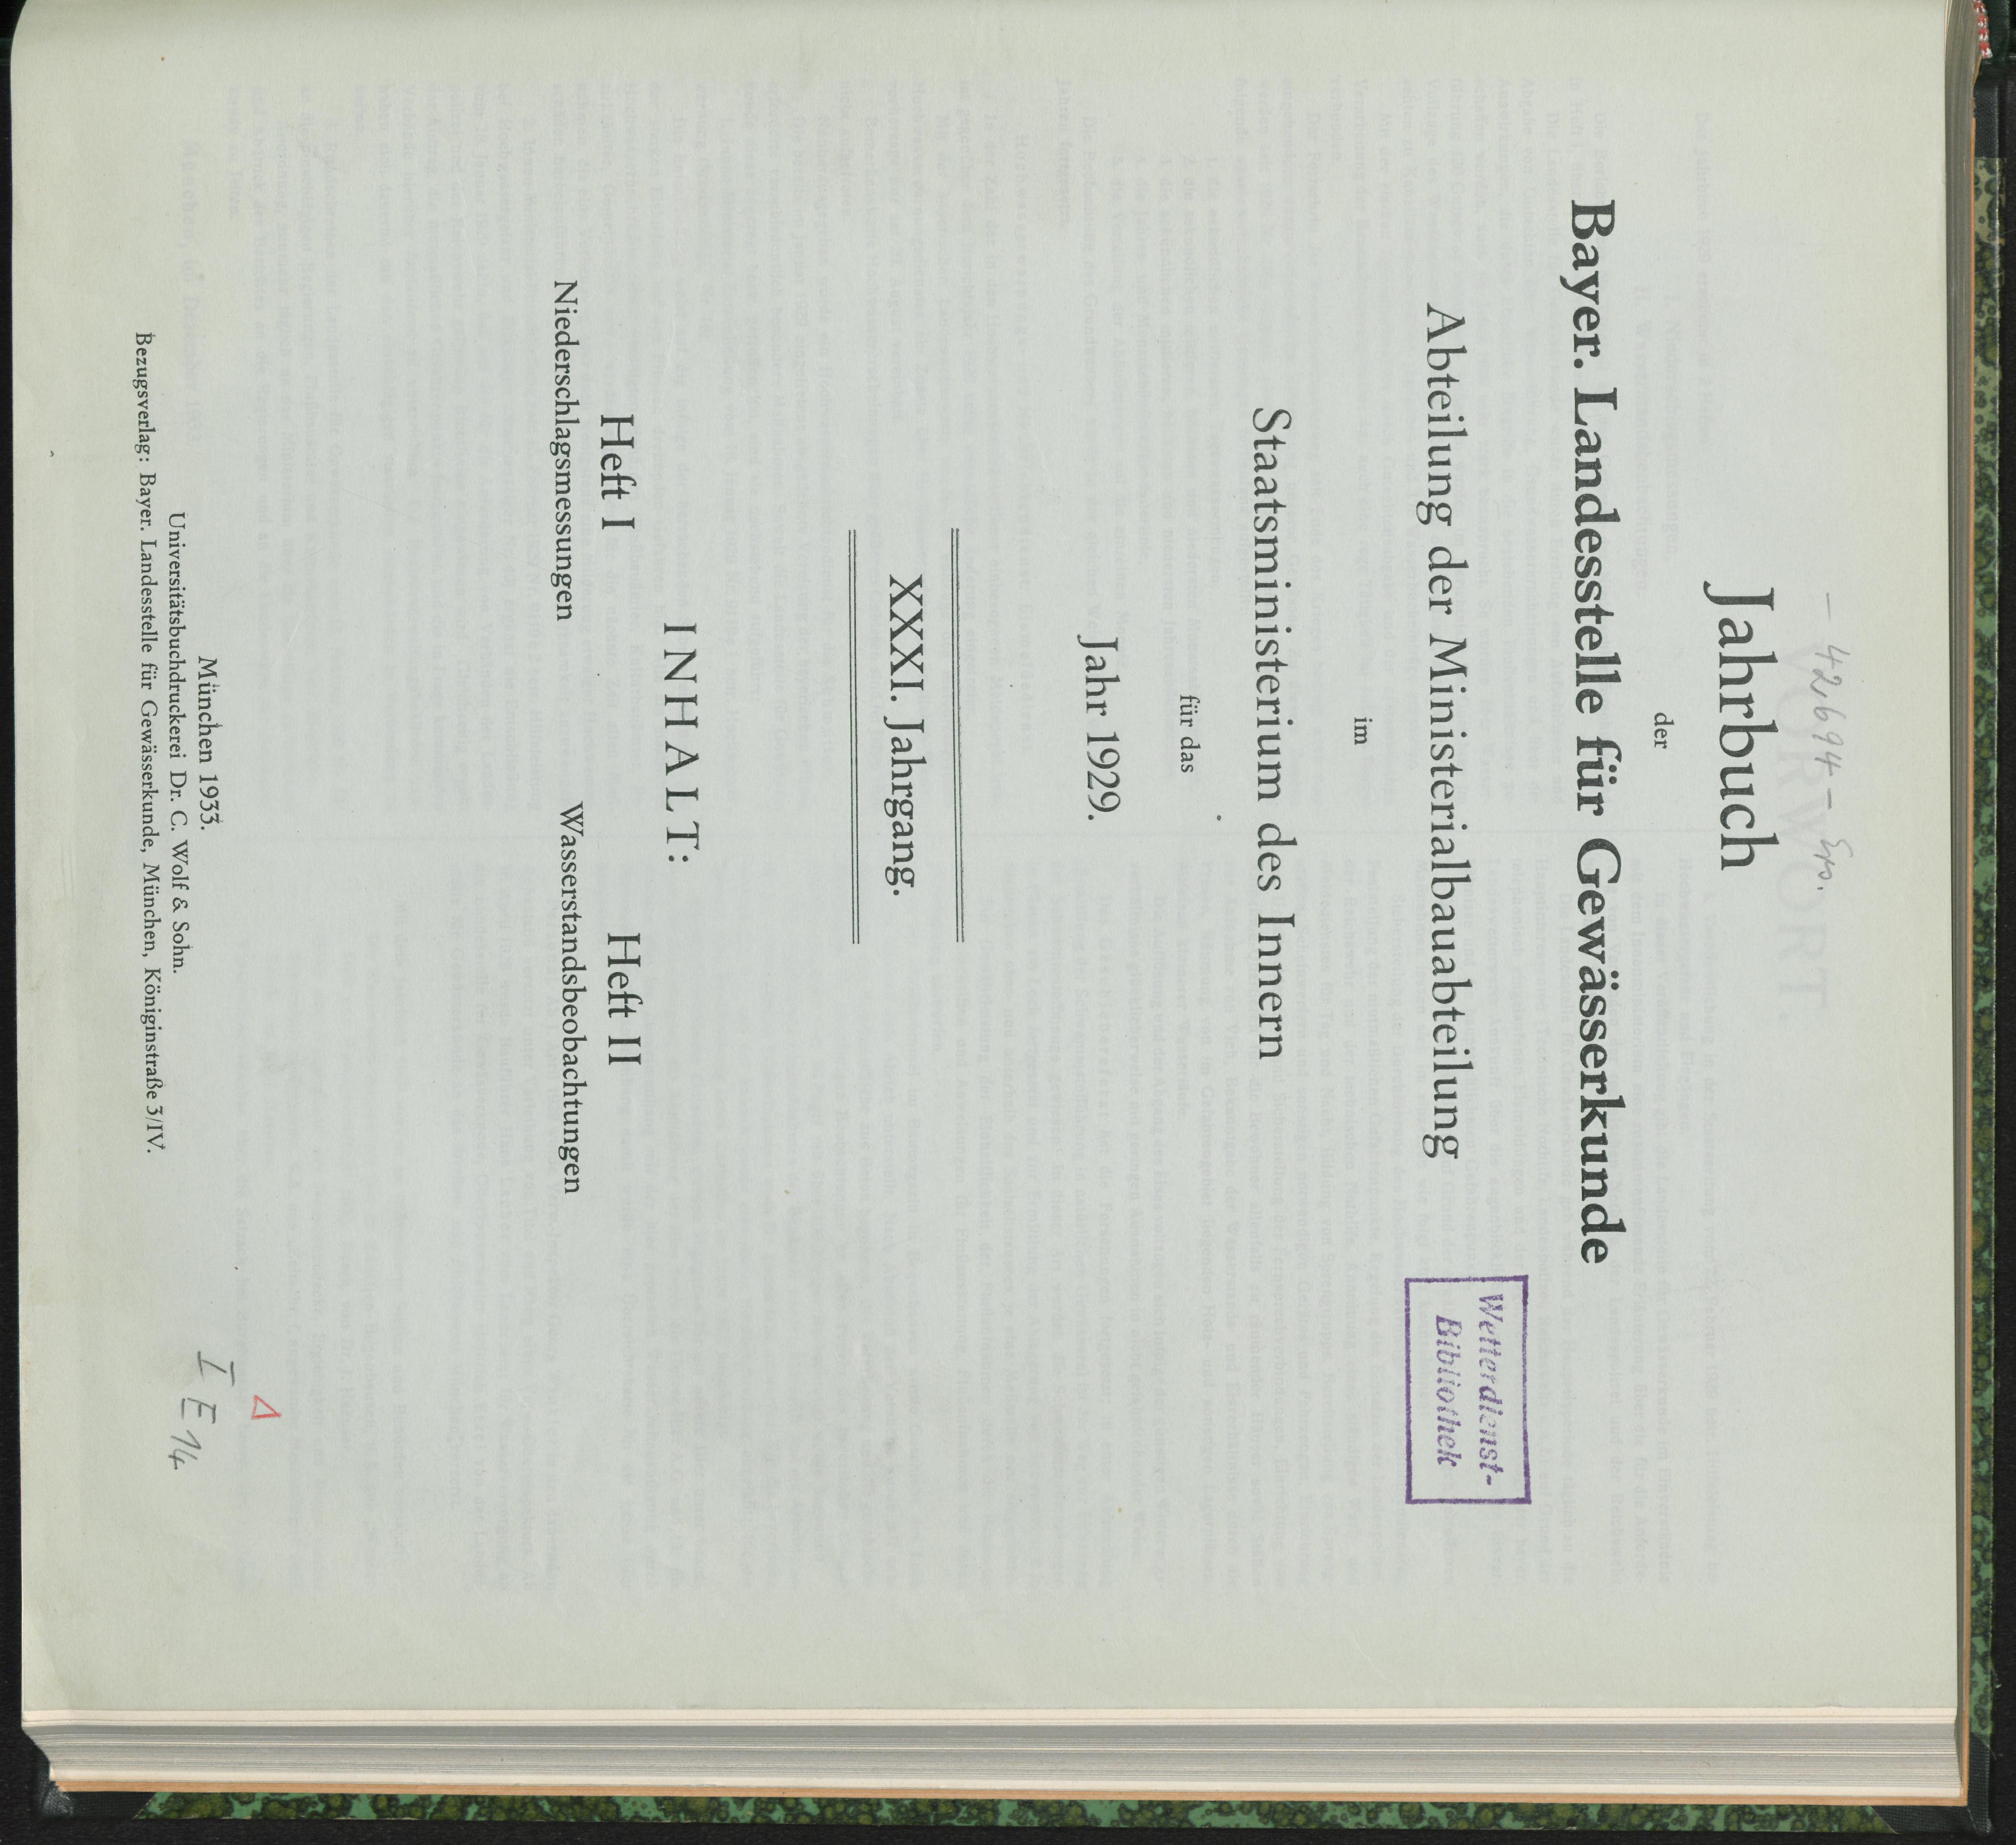 – 42,694 –
Jahrbuch
der
Bayer. Landesstelle für Gewässerkunde
Abteilung der Ministerialbauabteilung
im
Staatsministerium des Innern
für das
Jahr 1929.
XXXI. Jahrgang.
INHALT:
Heft I Heft II
Niederschlagsmessungen Wasserstandsbeobachtungen
München 1933.
Universitätsbuchdruckerei Dr. C. Wolf & Sohn.
Bezugsverlag: Bayer. Landesstelle für Gewässerkunde, München, Königinstraße 3/IV.
Wetterdienst-
Bibliothek
I E 14